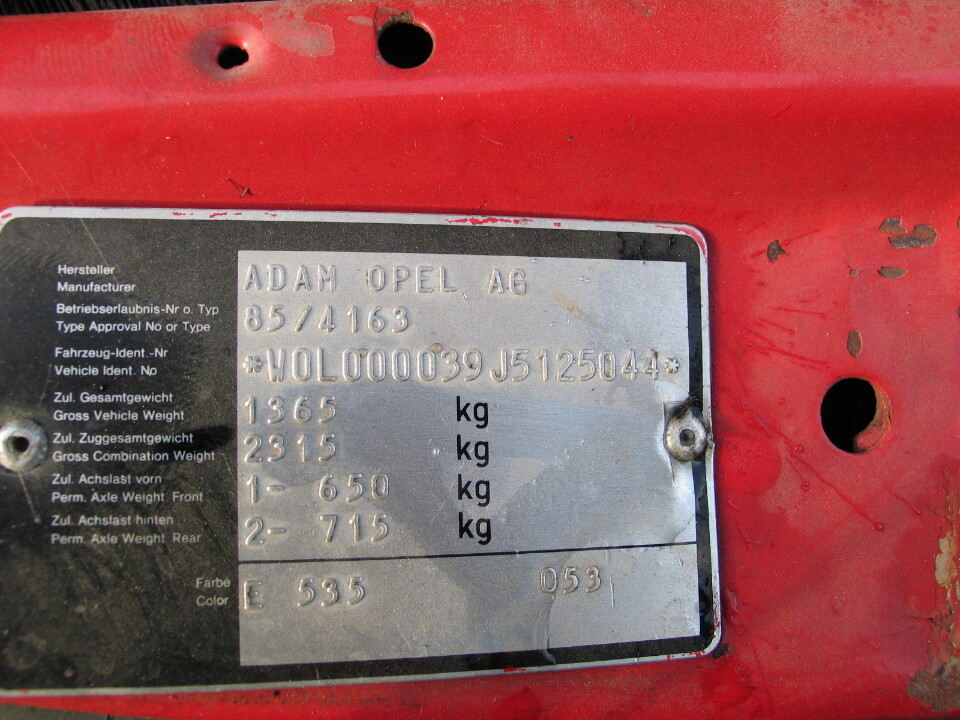 Hersteller
Manufacturer ADAM OPEL AG
Betriebserlaubnis-Nr o. Typ
Type Approval No or Type 85/4163
Fahrzeug-Ident.-Nr
Vehicle Ident. No *W0L000039J5125044*
Zul. Gesamtgewicht
Gross Vehicle Weight 1365 kg
Zul. Zuggesamtgewicht
Gross Combination Weight 2315 kg
Zul. Achslast vorn
Perm. Axle Weight Front 1- 650 kg
Zul. Achslast hinten
Perm. Axle Weight Rear 2- 715 kg
Farbe
Color E 535 053